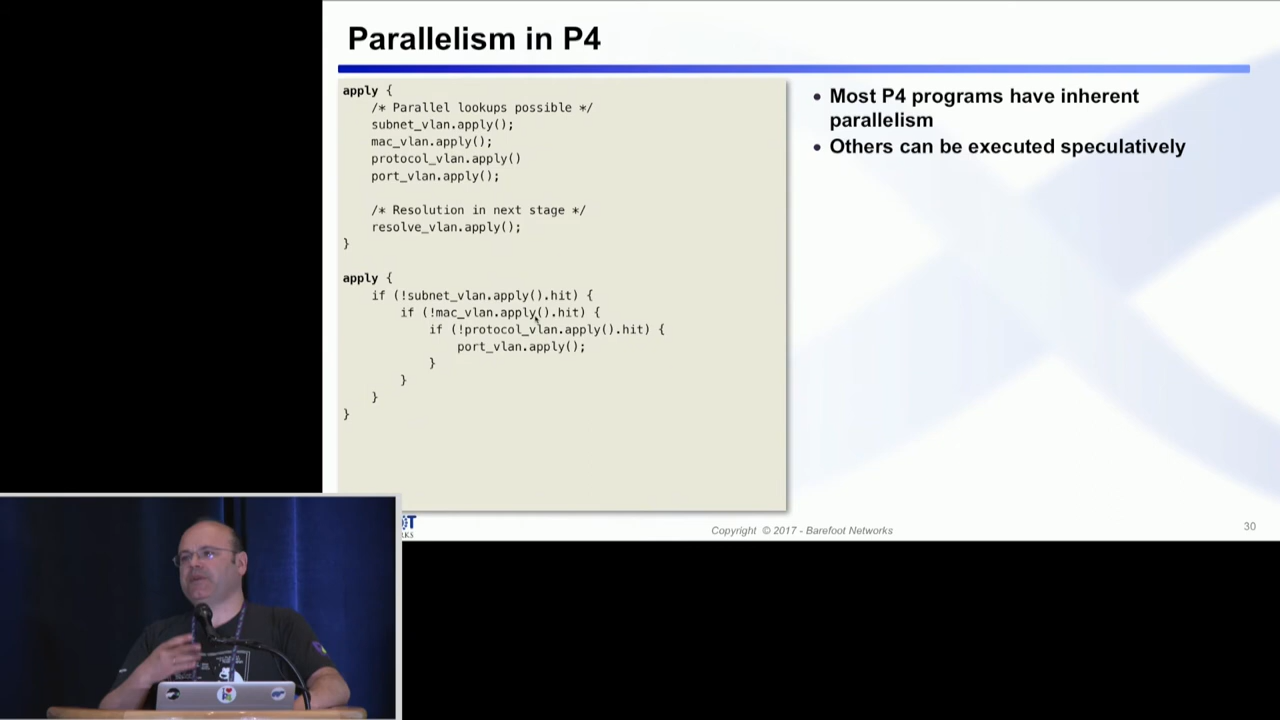 Parallelism in P4
apply {
/* Parallel lookups possible */
subnet_vlan.apply();
mac_vlan.apply();
protocol_vlan.apply()
port_vlan.apply();
/* Resolution in next stage */
resolve_vlan.apply();
}
apply {
if (!subnet_vlan.apply().hit) {
if (!mac_vlan.apply().hit) {
if (!protocol_vlan.apply().hit) {
port_vlan.apply();
}
}
}
}
• Most P4 programs have inherent
parallelism
• Others can be executed speculatively
Copyright © 2017 - Barefoot Networks
30